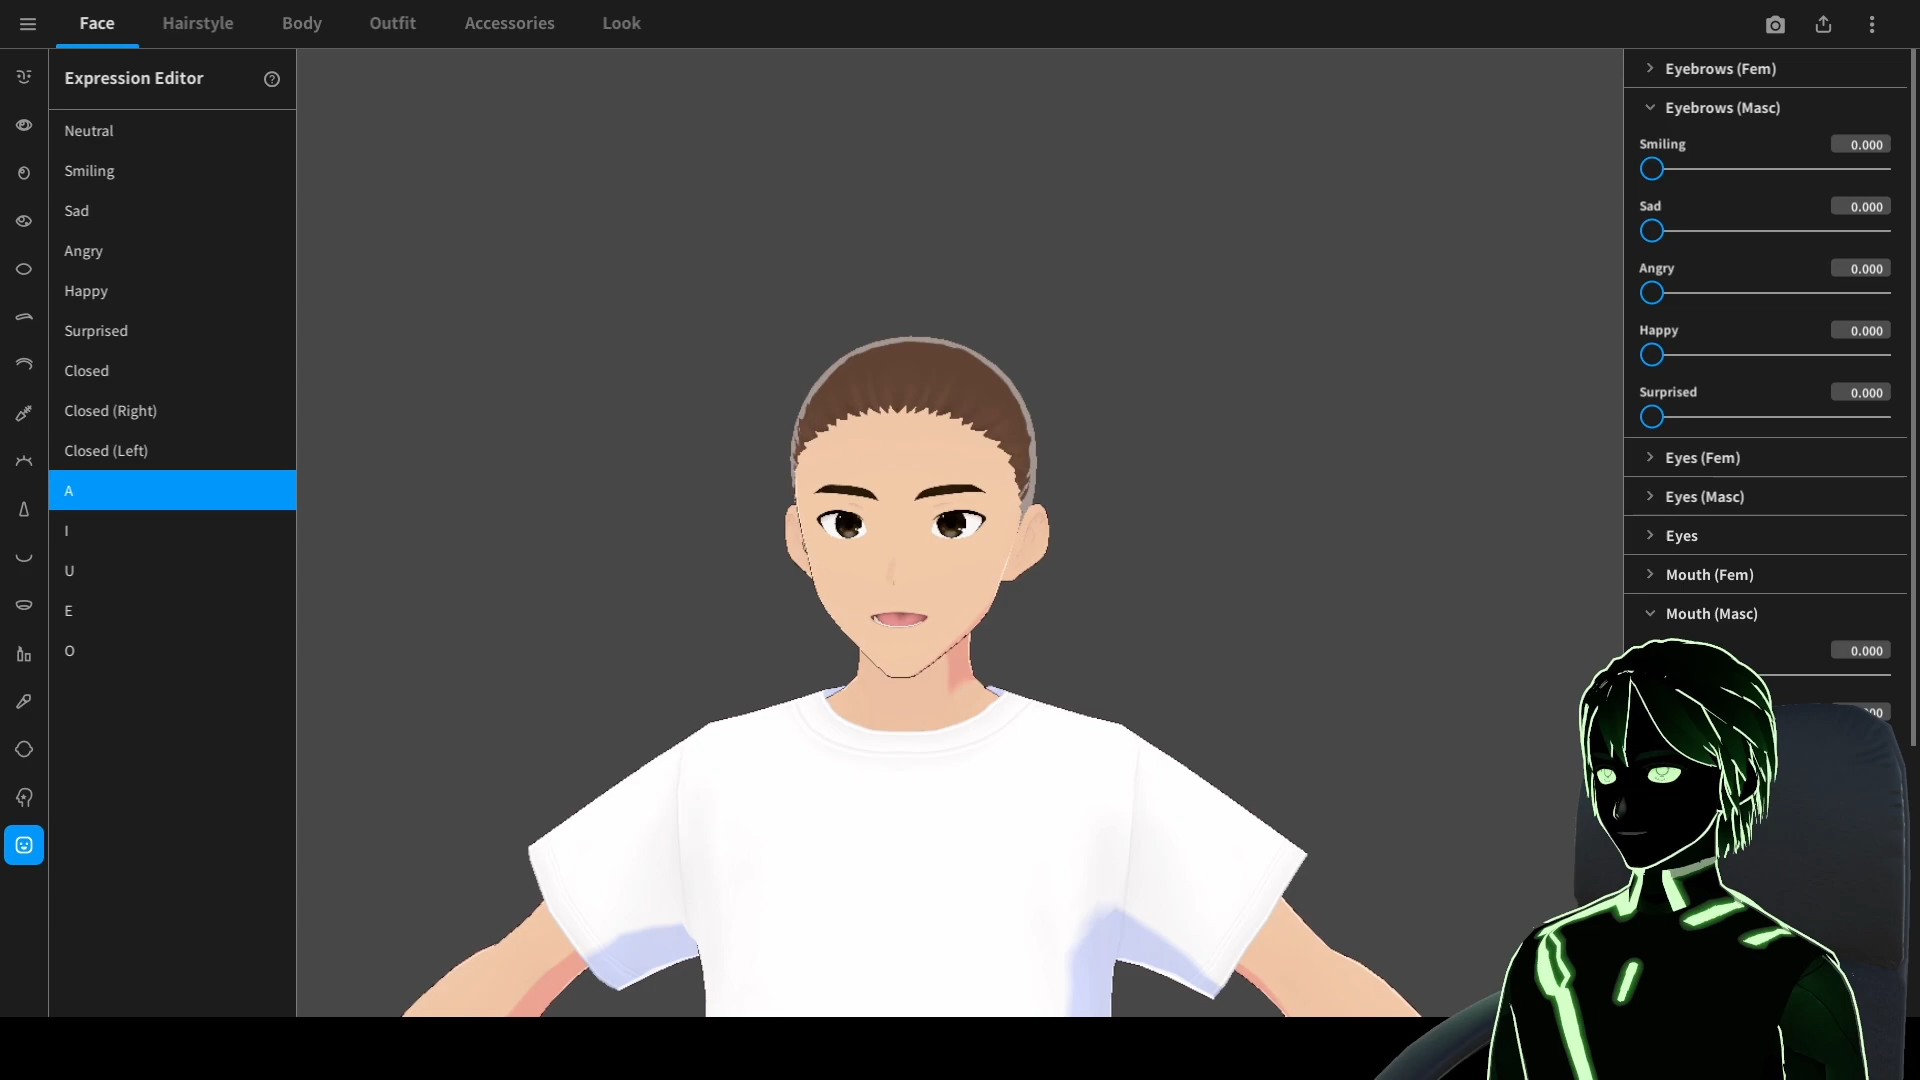 Face
Hairstyle
Body
Outfit
Accessories
Look
Expression Editor
Neutral
Smiling
Sad
Angry
Happy
Surprised
Closed
Closed (Right)
Closed (Left)
A
I
U
E
O
Eyebrows (Fem)
Eyebrows (Masc)
Smiling 0.000
Sad 0.000
Angry 0.000
Happy 0.000
Surprised 0.000
Eyes (Fem)
Eyes (Masc)
Eyes
Mouth (Fem)
Mouth (Masc)
0.000